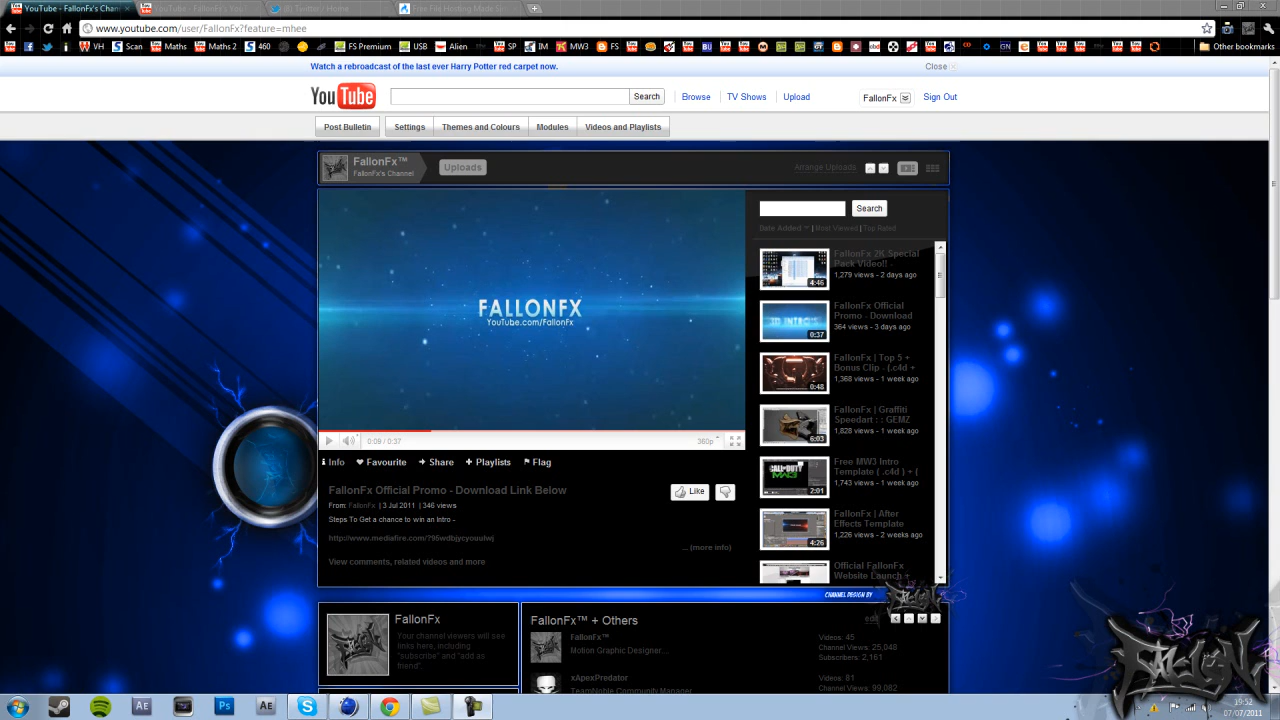 YouTube - FallonFx's Chan
YouTube - FallonFx's C
(8) Twitter / Home
Free File Hosting Made S
www.youtube.com/user/FallonFx?feature=mhee
VH Scan Maths Maths 2 460 FS Premium Alien SP IM MW3 FS
Other bookmarks
Watch a rebroadcast of the last ever Harry Potter red carpet now.
Close
YouTube
Search
Browse
TV Shows
Upload
FallonFx
Sign Out
Post Bulletin
Settings
Themes and Colours
Modules
Videos and Playlists
FallonFx™
FallonFx's Channel
Uploads
Arrange Uploads
FALLONFX
YouTube.com/FallonFx
0:09 / 0:37
360p
Info
Favourite
Share
Playlists
Flag
FallonFx Official Promo - Download Link Below
Like
From: FallonFx | 3 Jul 2011 | 346 views
Steps To Get a chance to win an Intro -
... (more info)
View comments, related videos and more
Search
Date Added | Most Viewed | Top Rated
FallonFx 2K Special
Pack Video!! -
1,279 views - 2 days ago
4:46
FallonFx Official
Promo - Download
364 views - 3 days ago
0:37
FallonFx | Top 5 +
Bonus Clip - (.c4d +
1,368 views - 1 week ago
0:48
FallonFx | Graffiti
Speedart : : GEMZ
1,828 views - 1 week ago
6:03
Free MW3 Intro
Template ( .c4d ) + (
1,743 views - 1 week ago
2:01
FallonFx | After
Effects Template
1,226 views - 2 weeks ago
4:26
Official FallonFx
Website Launch +
CHANNEL DESIGN BY
FallonFx
Your channel viewers will see
links here, including
"subscribe" and "add as
friend".
FallonFx™ + Others
edit
FallonFx™
Motion Graphic Designer....
Videos: 45
Channel Views: 25,048
Subscribers: 2,161
xApexPredator
TeamNoble Community Manager
Videos: 81
Channel Views: 99,082
19:52
07/07/2011